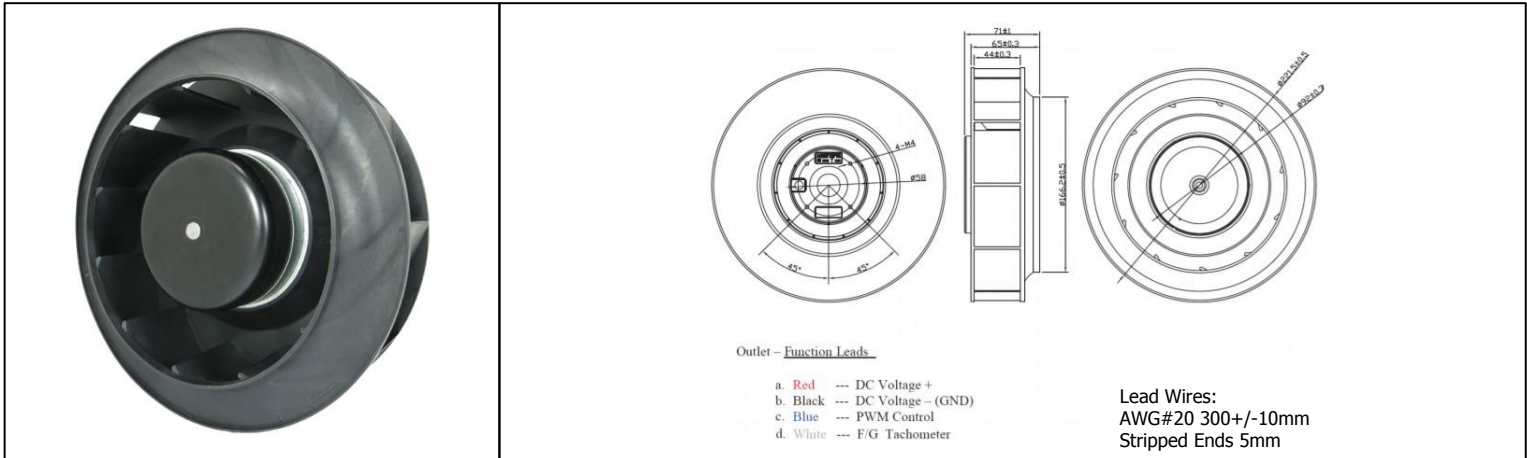 71±1
65±0.3
44±0.3
4-M4
ø58
45°
45°
ø166.2±0.5
ø221.5±0.5
ø92±0.7
Outlet – Function Leads
a. Red --- DC Voltage +
b. Black --- DC Voltage – (GND)
c. Blue --- PWM Control
d. White --- F/G Tachometer
Lead Wires:
AWG#20 300+/-10mm
Stripped Ends 5mm